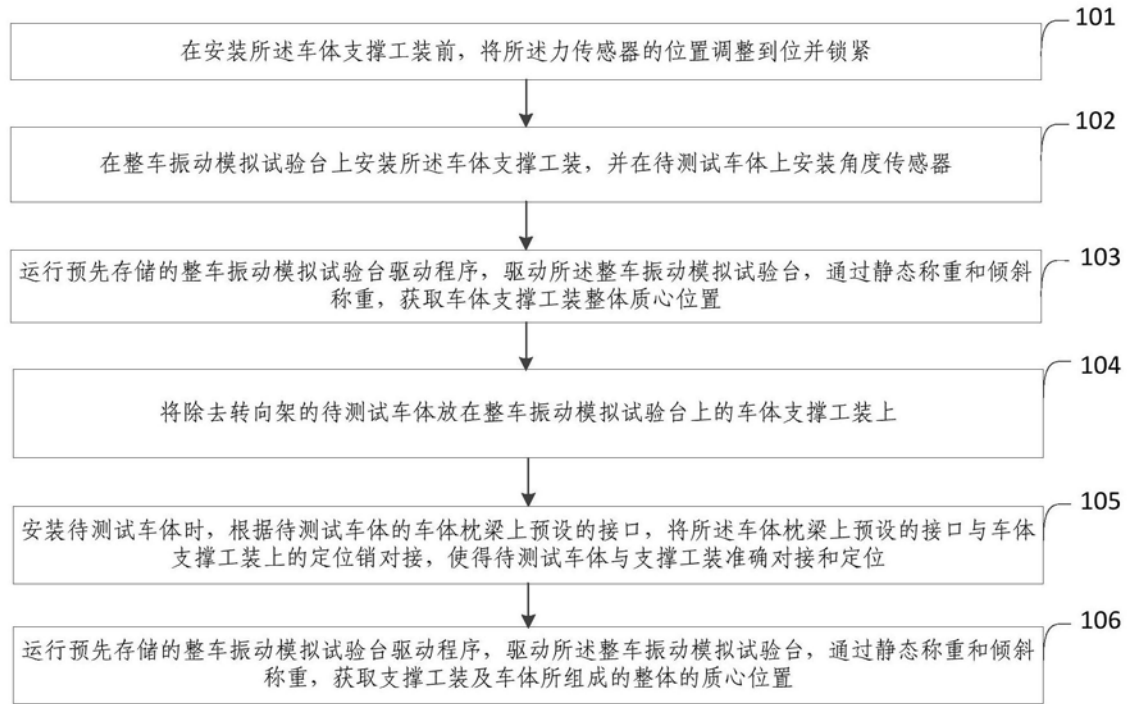 101
在安装所述车体支撑工装前，将所述力传感器的位置调整到位并锁紧
102
在整车振动模拟试验台上安装所述车体支撑工装，并在待测试车体上安装角度传感器
103
运行预先存储的整车振动模拟试验台驱动程序，驱动所述整车振动模拟试验台，通过静态称重和倾斜
称重，获取车体支撑工装整体质心位置
104
将除去转向架的待测试车体放在整车振动模拟试验台上的车体支撑工装上
105
安装待测试车体时，根据待测试车体的车体枕梁上预设的接口，将所述车体枕梁上预设的接口与车体
支撑工装上的定位销对接，使得待测试车体与支撑工装准确对接和定位
106
运行预先存储的整车振动模拟试验台驱动程序，驱动所述整车振动模拟试验台，通过静态称重和倾斜
称重，获取支撑工装及车体所组成的整体的质心位置